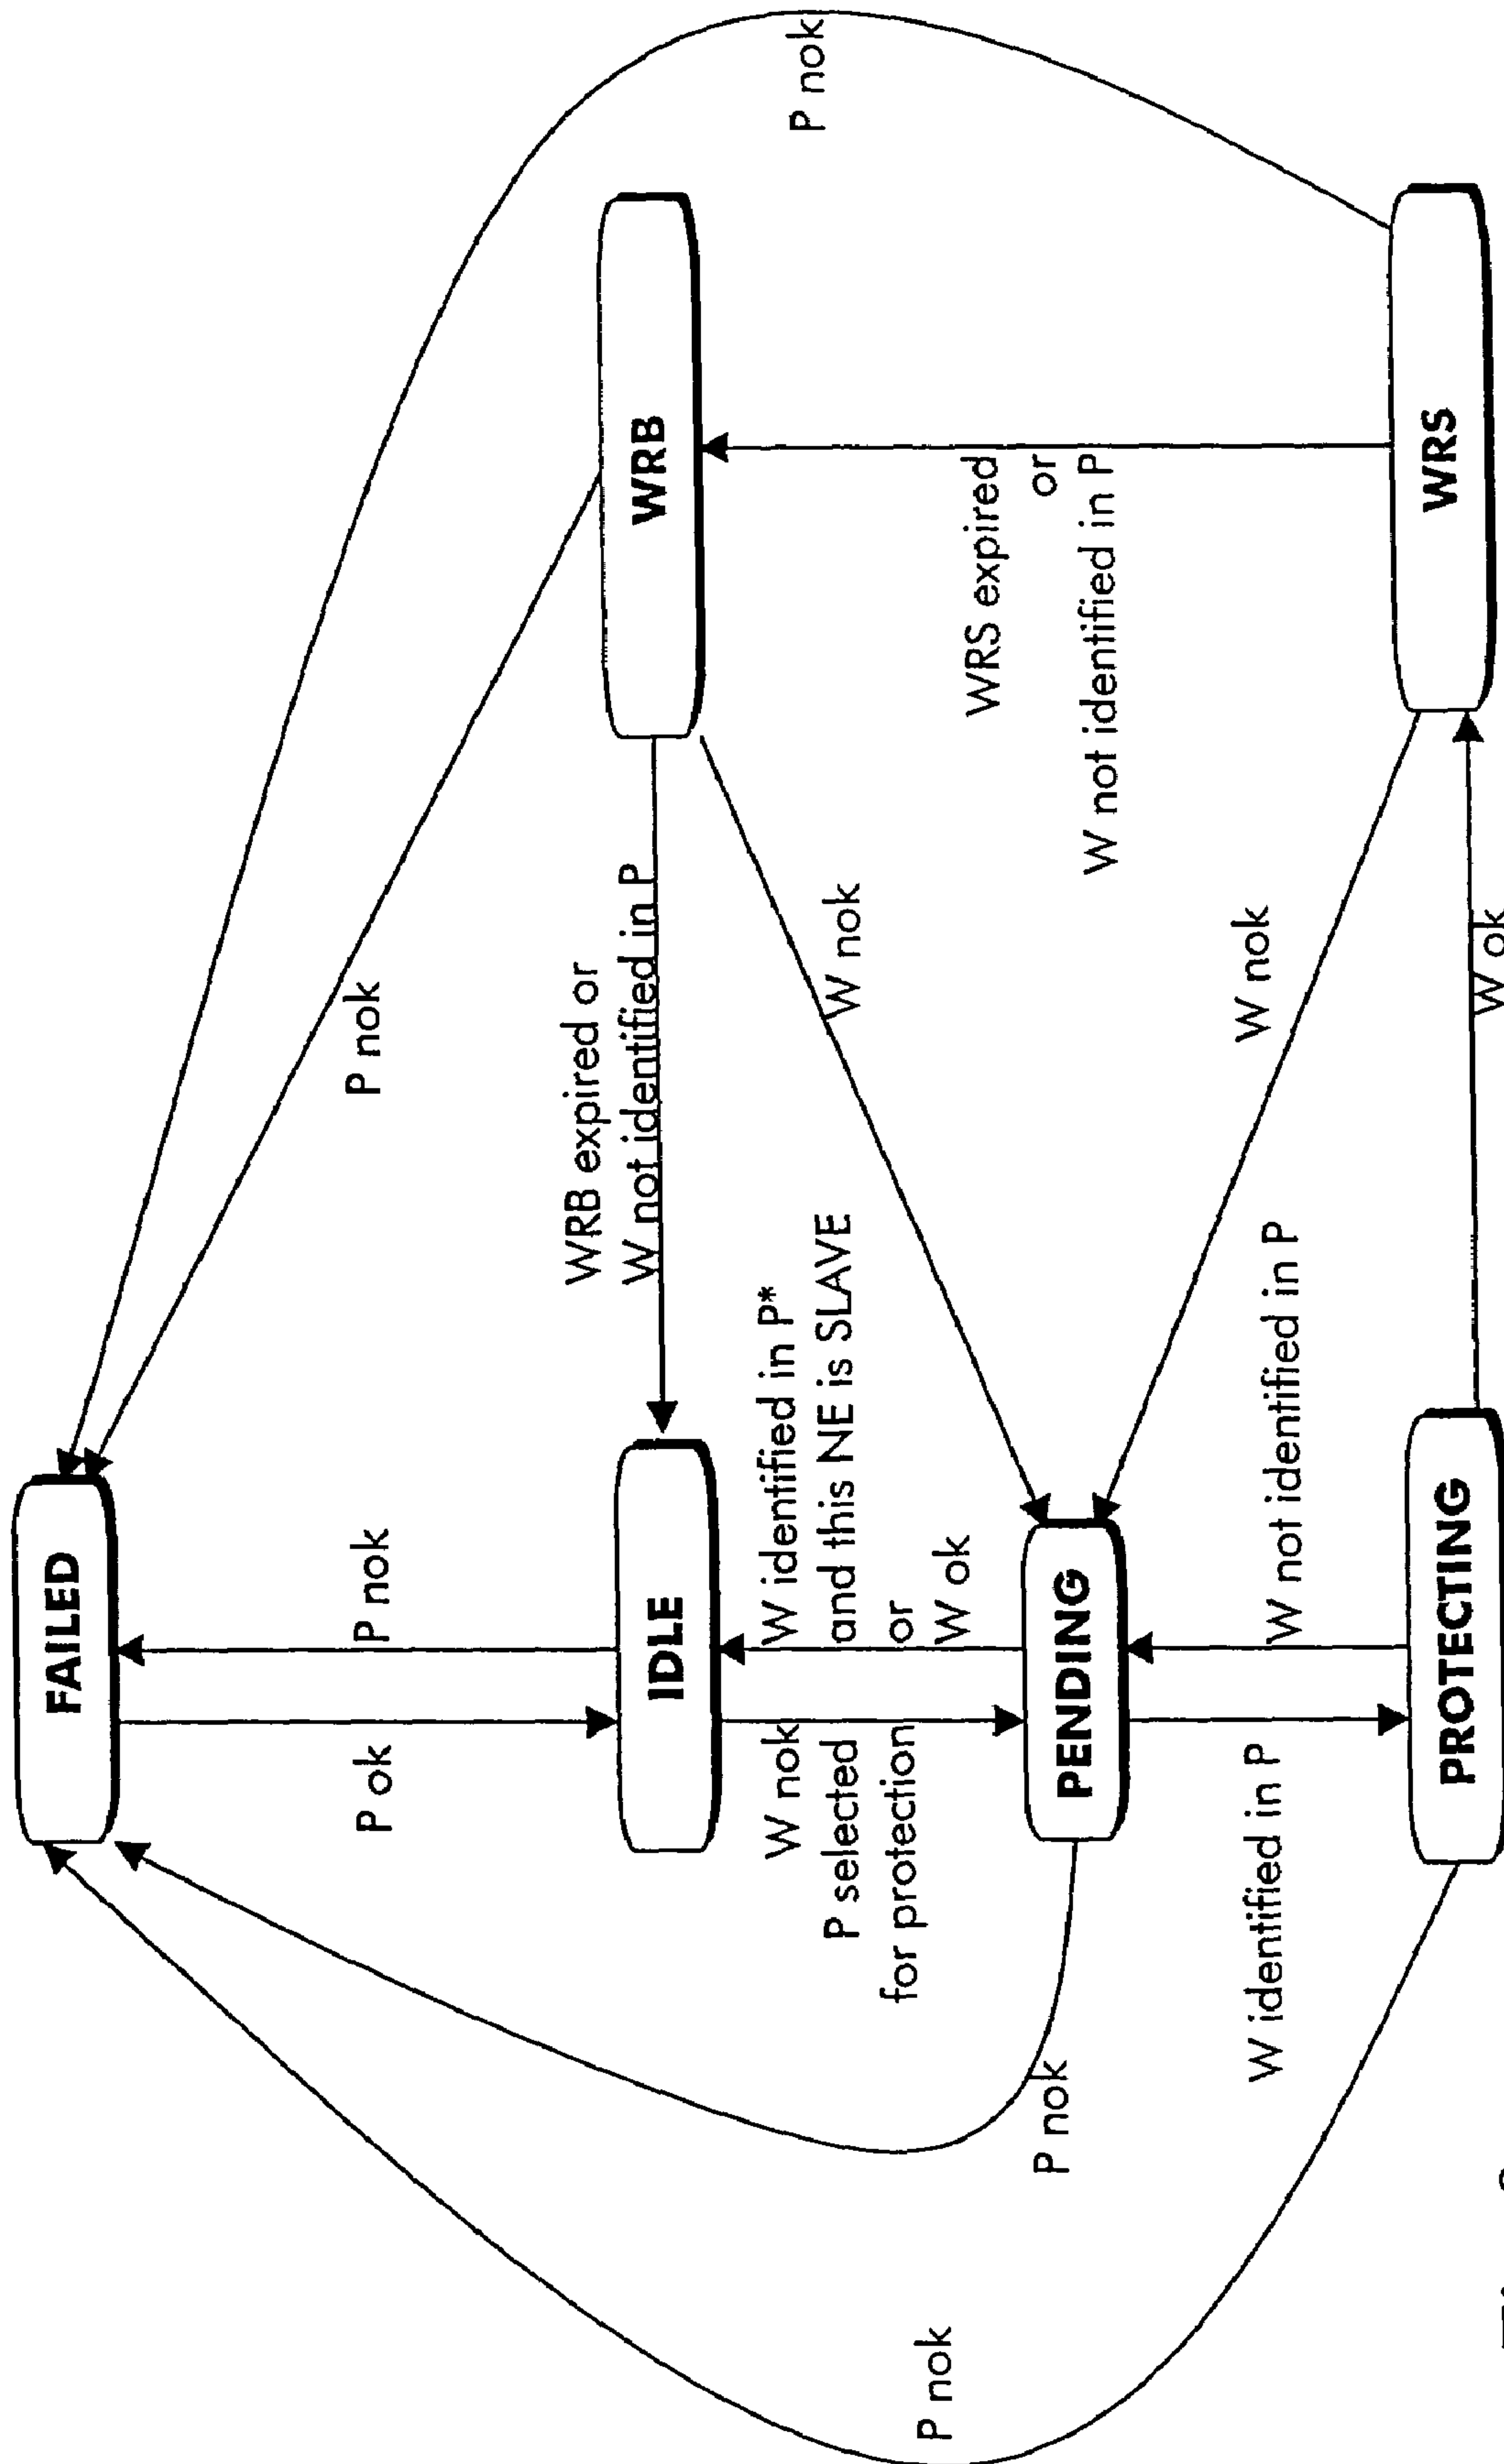 FAILED
P ok
P nok
P nok
P nok
WRB expired or
W not identified in P
IDLE
WRB
W nok
P selected
for protection
W identified in P*
and this NE is SLAVE
or
W ok
W nok
WRS expired
or
W not identified in P
P nok
P nok
PENDING
W identified in P
W not identified in P
W nok
PROTECTING
W ok
WRS